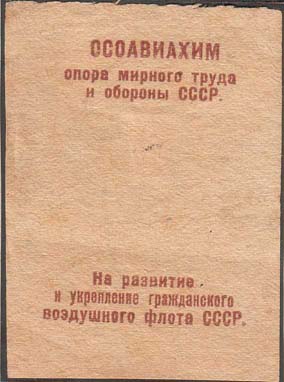 ОСОАВИАХИМ
опора мирного труда
и обороны СССР.
На развитие
и укрепление гражданского
воздушного флота СССР.